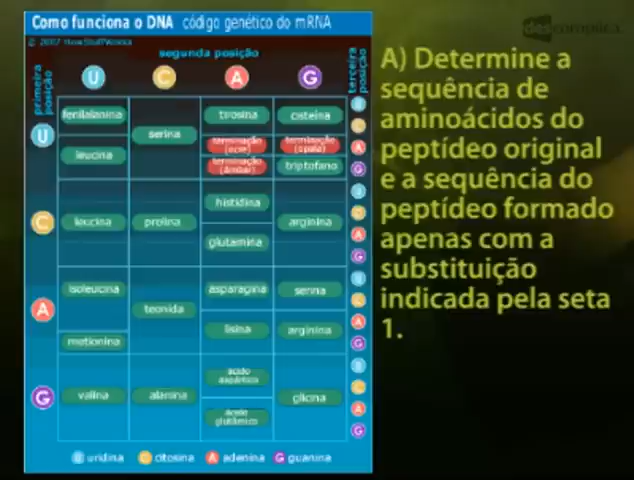 Como funciona o DNA código genético do mRNA
© 2007 HowStuffWorks
segunda posição
primeira posição
terceira posição
U C A G
U
fenilalanina
leucina
serina
tirosina
terminação (ocre)
terminação (âmbar)
cisteína
terminação (opala)
triptofano
U
C
A
G
C
leucina
prolina
histidina
glutamina
arginina
U
C
A
G
A
isoleucina
metionina
teonida
asparagina
lisina
serina
arginina
U
C
A
G
G
valina
alanina
ácido aspártico
ácido glutâmico
glicina
U
C
A
G
U uridina C citosina A adenina G guanina
descomplica.
A) Determine a
sequência de
aminoácidos do
peptídeo original
e a sequência do
peptídeo formado
apenas com a
substituição
indicada pela seta
1.